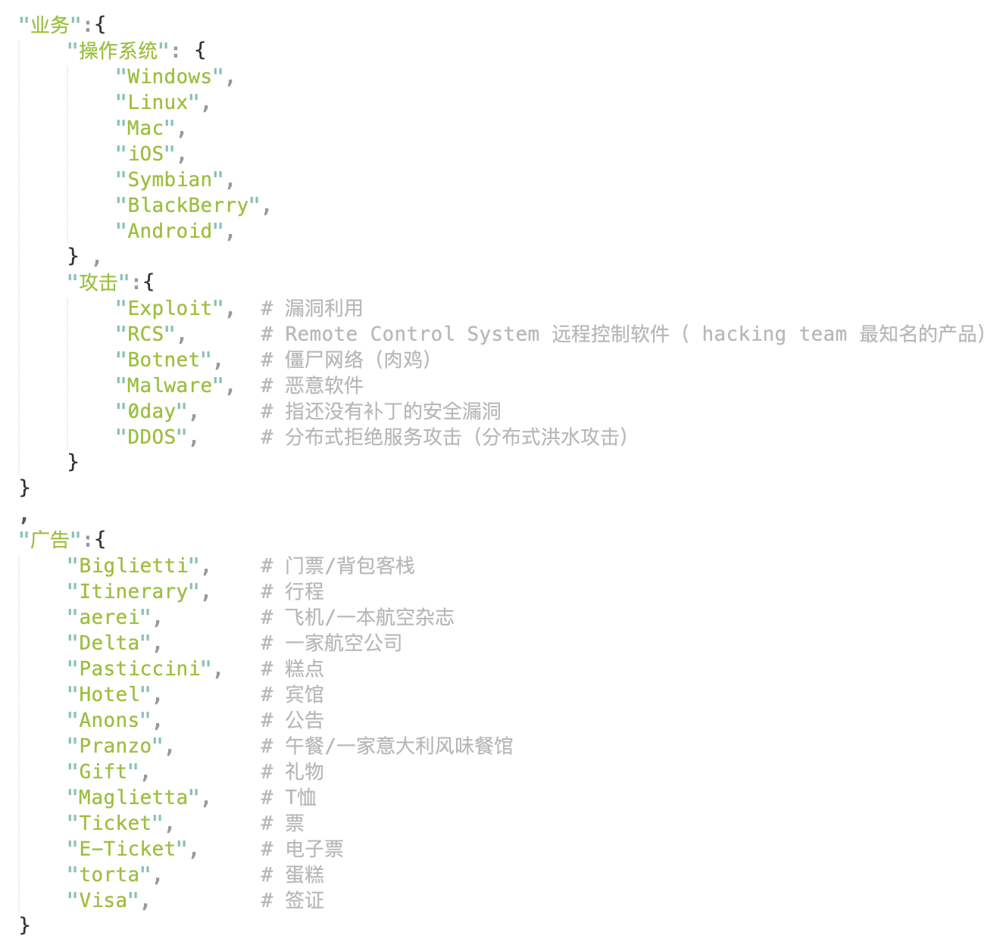 "业务":{
"操作系统": {
"Windows",
"Linux",
"Mac",
"iOS",
"Symbian",
"BlackBerry",
"Android",
} ,
"攻击":{
"Exploit",  # 漏洞利用
"RCS",      # Remote Control System 远程控制软件（ hacking team 最知名的产品）
"Botnet",   # 僵尸网络（肉鸡）
"Malware",  # 恶意软件
"0day",     # 指还没有补丁的安全漏洞
"DDOS",     # 分布式拒绝服务攻击（分布式洪水攻击）
}
}
,
"广告":{
"Biglietti",    # 门票/背包客栈
"Itinerary",    # 行程
"aerei",        # 飞机/一本航空杂志
"Delta",        # 一家航空公司
"Pasticcini",   # 糕点
"Hotel",        # 宾馆
"Anons",        # 公告
"Pranzo",       # 午餐/一家意大利风味餐馆
"Gift",         # 礼物
"Maglietta",    # T恤
"Ticket",       # 票
"E-Ticket",     # 电子票
"torta",        # 蛋糕
"Visa",         # 签证
}